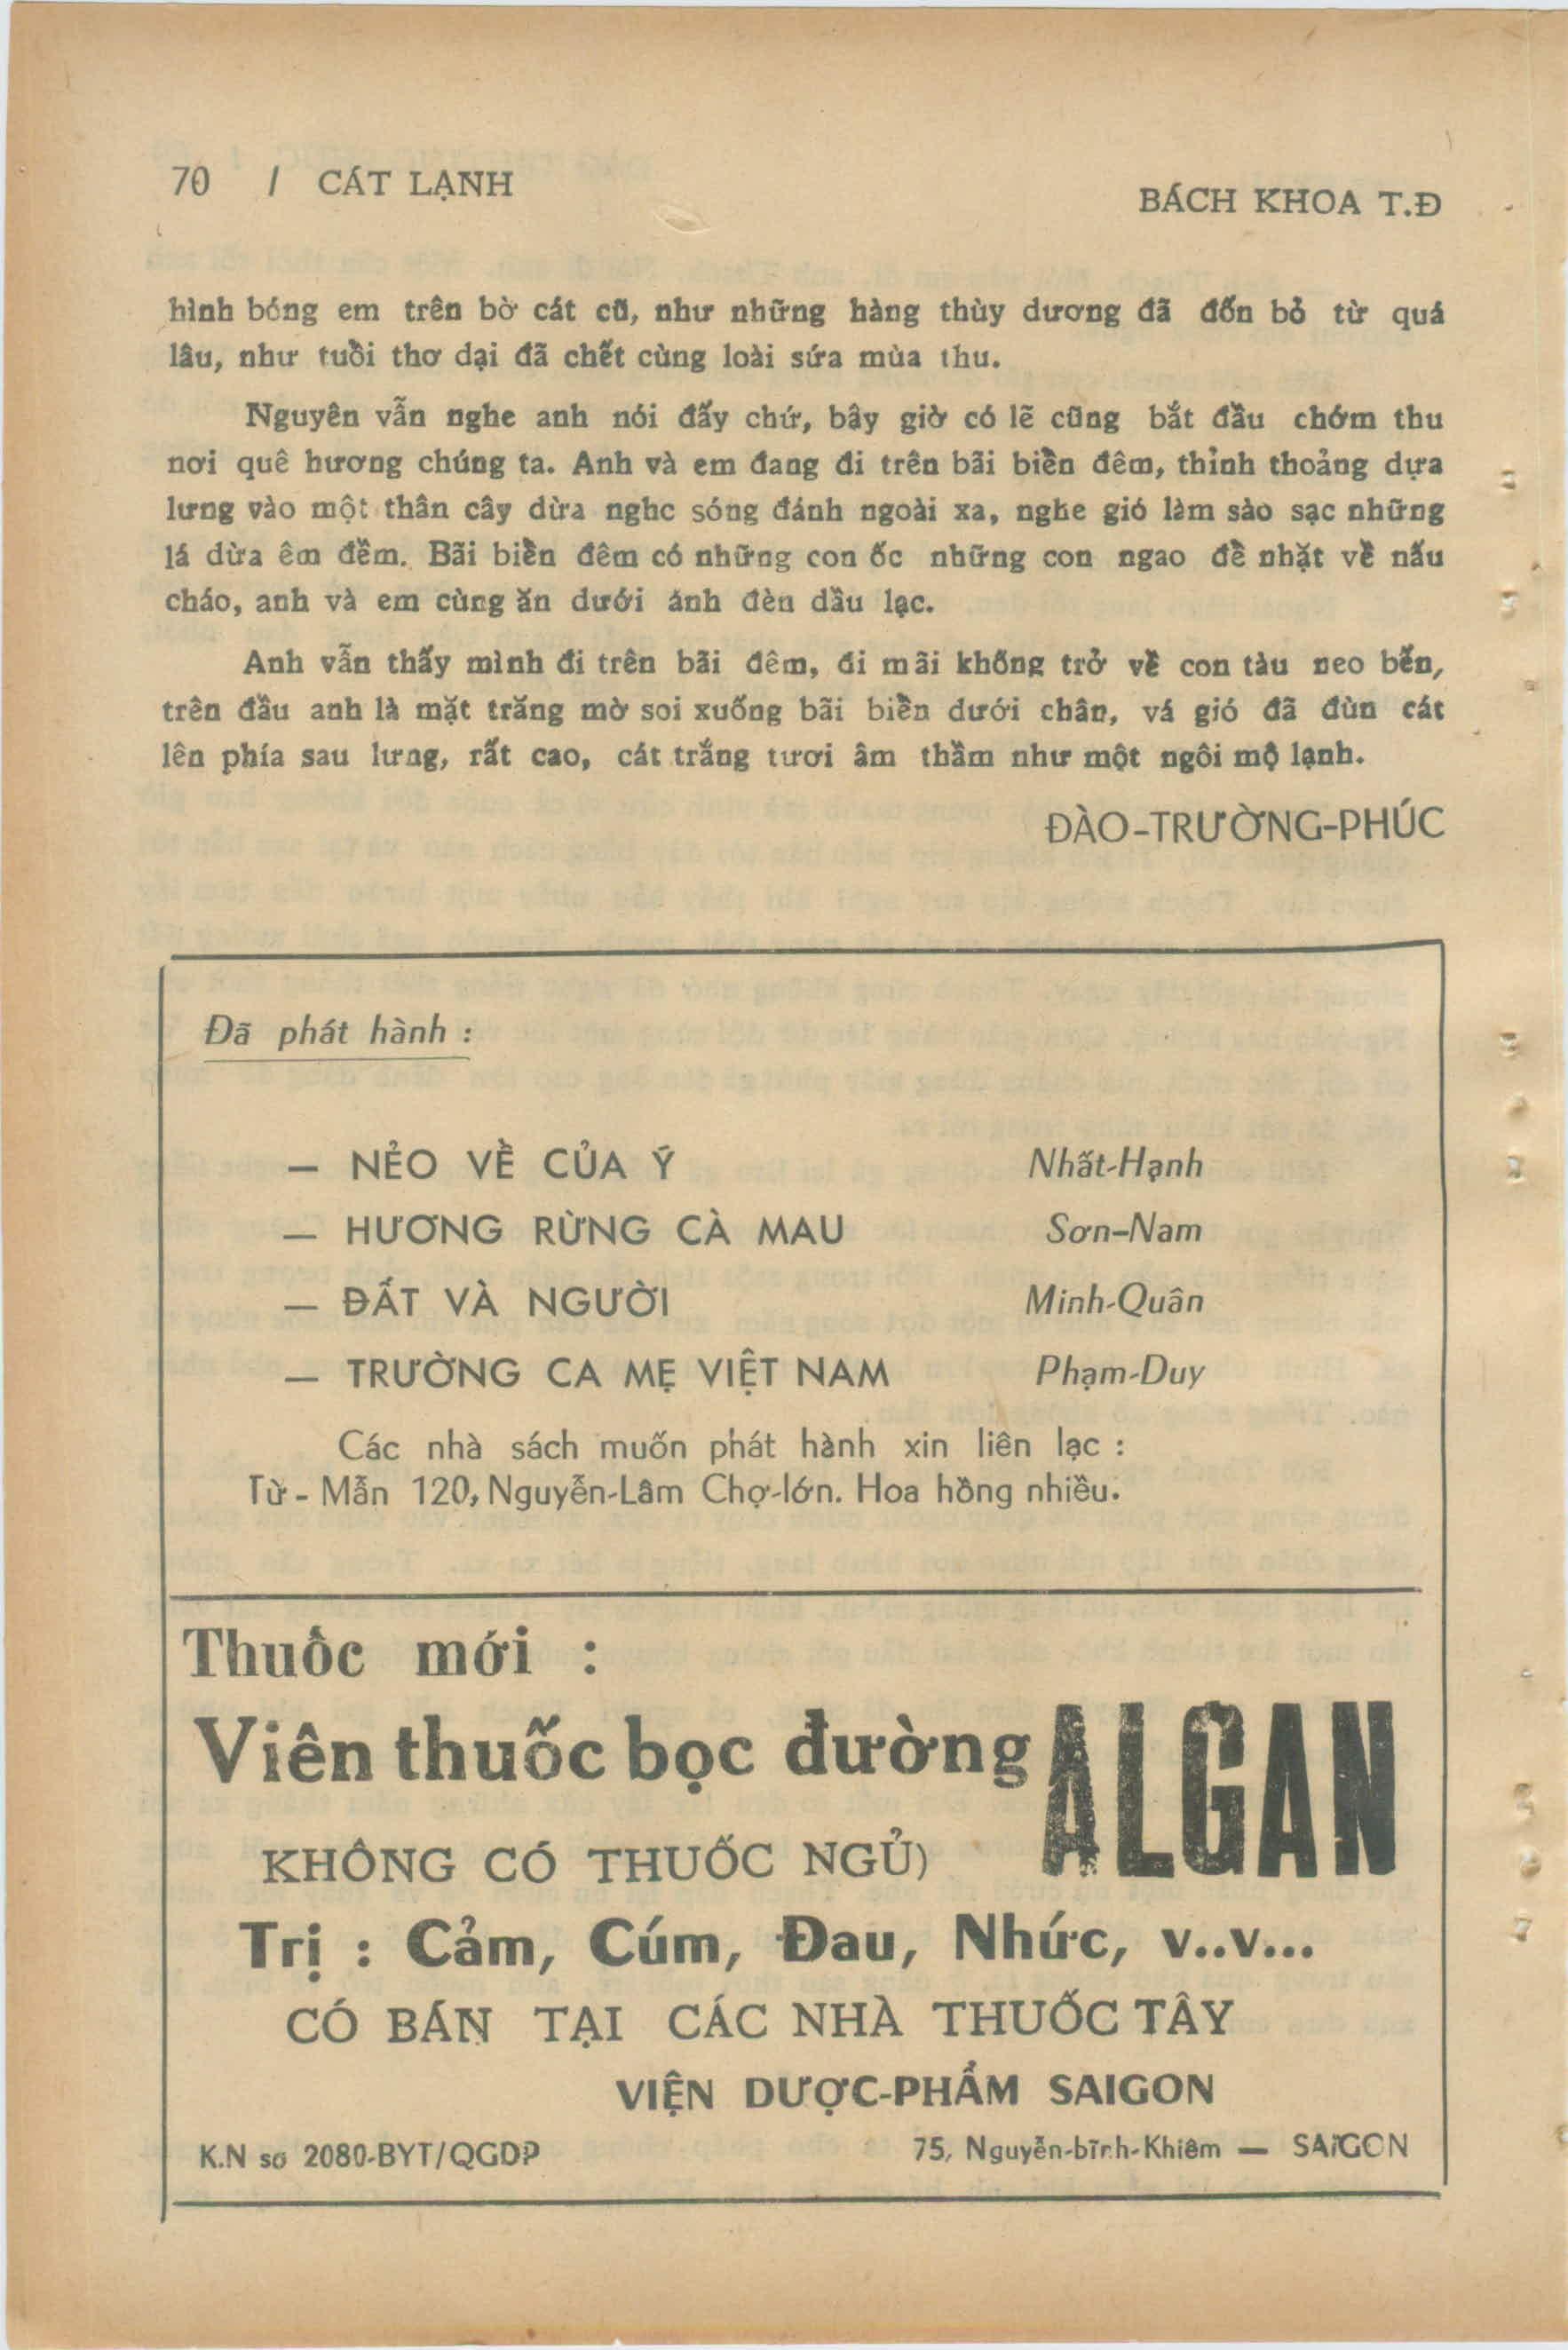 70 / CÁT LẠNH
BÁCH KHOA T.Đ
hình bóng em trên bờ cát cũ, như những hàng thùy dương đã đốn bỏ từ quá
lâu, như tuồi thơ dại đã chết cùng loài sứa mùa thu.
Nguyên vẫn nghe anh nói đấy chứ, bây giờ có lẽ cũng bắt đầu chớm thu
nơi quê hương chúng ta. Anh và em đang đi trên bãi biền đêm, thỉnh thoảng dựa
lưng vào một thân cây dừa nghe sóng đánh ngoài xa, nghe gió làm sào sạc những
lá dừa êm đềm. Bãi biền đêm có những con ốc những con ngao đề nhặt về nấu
cháo, anh và em cùng ăn dưới ánh đèn dầu lạc.
Anh vẫn thấy mình đi trên bãi đêm, đi mãi không trở về con tàu neo bến,
trên đầu anh là mặt trăng mờ soi xuống bãi biền dưới chân, vá gió đã đùn cát
lên phía sau lưng, rất cao, cát trắng tươi âm thầm như một ngôi mộ lạnh.
ĐÀO-TRƯỜNG-PHÚC
Đã phát hành :
— NẺO VỀ CỦA Ý Nhất-Hạnh
— HƯƠNG RỪNG CÀ MAU Sơn-Nam
— ĐẤT VÀ NGƯỜI Minh-Quân
— TRƯỜNG CA MẸ VIỆT NAM Phạm-Duy
Các nhà sách muốn phát hành xin liên lạc :
Từ - Mẫn 120, Nguyễn-Lâm Chợ-lớn. Hoa hồng nhiều.
Thuốc mới :
Viên thuốc bọc đường ALGAN
KHÔNG CÓ THUỐC NGỦ)
Trị : Cảm, Cúm, Đau, Nhức, v..v...
CÓ BÁN TẠI CÁC NHÀ THUỐC TÂY
VIỆN DƯỢC-PHẨM SAIGON
K.N số 2080-BYT/QGDP
75, Nguyễn-bỉnh-Khiêm — SAIGON